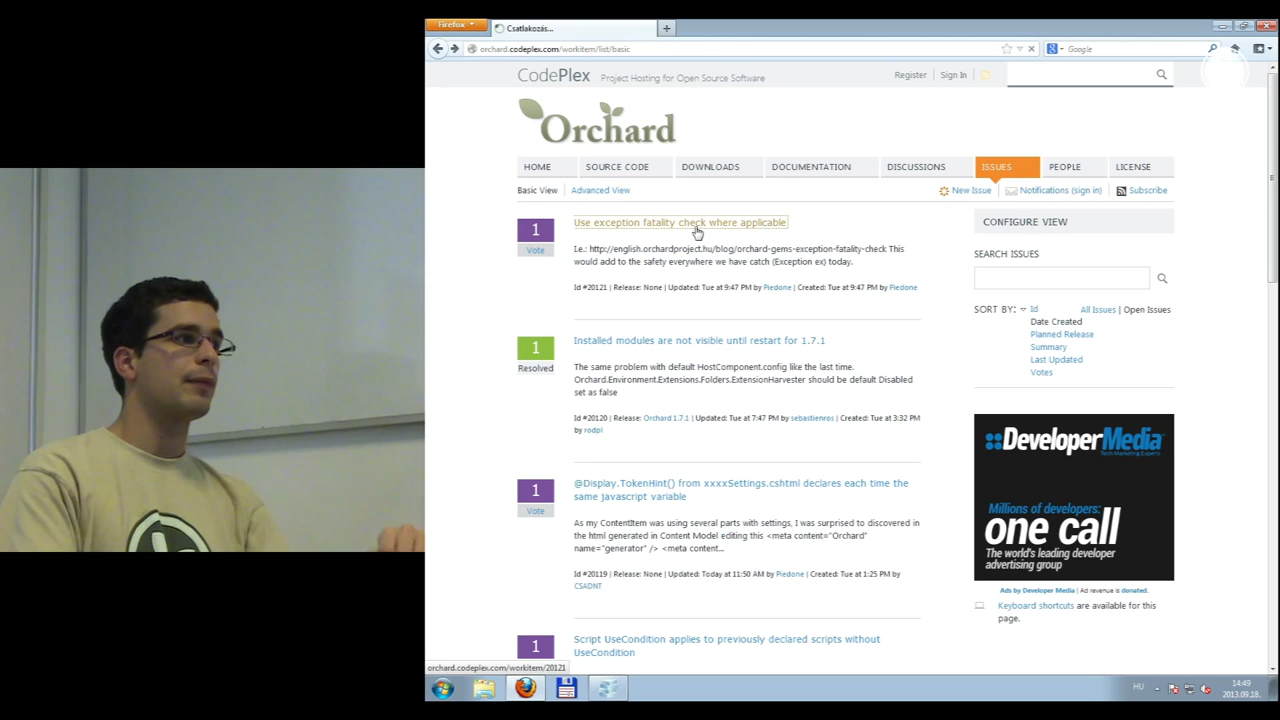 Firefox
Csatlakozás...
orchard.codeplex.com/workitem/list/basic
Google
CodePlex Project Hosting for Open Source Software
Register Sign In
Orchard
HOME SOURCE CODE DOWNLOADS DOCUMENTATION DISCUSSIONS ISSUES PEOPLE LICENSE
Basic View Advanced View New Issue Notifications (sign in) Subscribe
1
Vote
Use exception fatality check where applicable
I.e.: http://english.orchardproject.hu/blog/orchard-gems-exception-fatality-check This
would add to the safety everywhere we have catch (Exception ex) today.
Id #20121 | Release: None | Updated: Tue at 9:47 PM by Piedone | Created: Tue at 9:47 PM by Piedone
1
Resolved
Installed modules are not visible until restart for 1.7.1
The same problem with default HostComponent.config like the last time.
Orchard.Environment.Extensions.Folders.ExtensionHarvester should be default Disabled
set as false
Id #20120 | Release: Orchard 1.7.1 | Updated: Tue at 7:47 PM by sebastienros | Created: Tue at 3:32 PM
by rodpl
1
Vote
@Display.TokenHint() from xxxxSettings.cshtml declares each time the
same javascript variable
As my ContentItem was using several parts with settings, I was surprised to discovered in
the html generated in Content Model editing this <meta content="Orchard"
name="generator" /> <meta content...
Id #20119 | Release: None | Updated: Today at 11:50 AM by Piedone | Created: Tue at 1:25 PM by
CSADNT
1
Script UseCondition applies to previously declared scripts without
UseCondition
CONFIGURE VIEW
SEARCH ISSUES
SORT BY: Id All Issues | Open Issues
Date Created
Planned Release
Summary
Last Updated
Votes
DeveloperMedia
Tech Marketing Experts
Millions of developers:
one call
The world's leading developer
advertising group
Ads by Developer Media | Ad revenue is donated.
Keyboard shortcuts are available for this
page.
orchard.codeplex.com/workitem/20121
HU
14:49
2013.09.18.